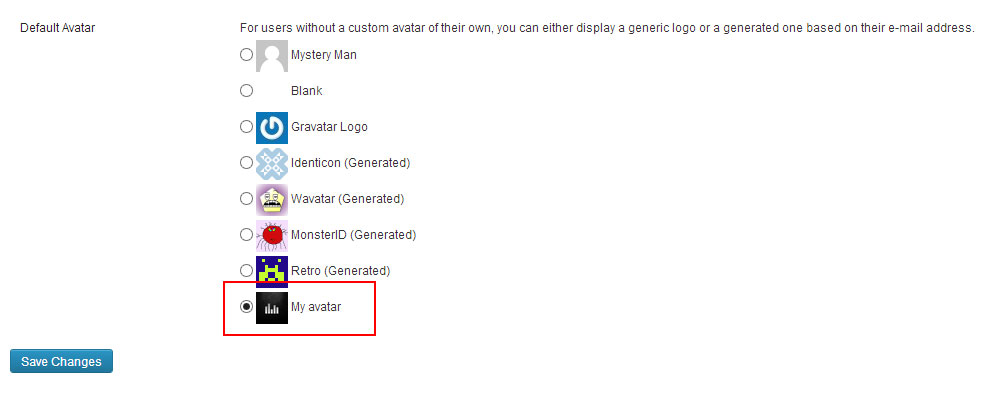 Default Avatar
For users without a custom avatar of their own, you can either display a generic logo or a generated one based on their e-mail address.
Mystery Man
Blank
Gravatar Logo
Identicon (Generated)
Wavatar (Generated)
MonsterID (Generated)
Retro (Generated)
My avatar
Save Changes